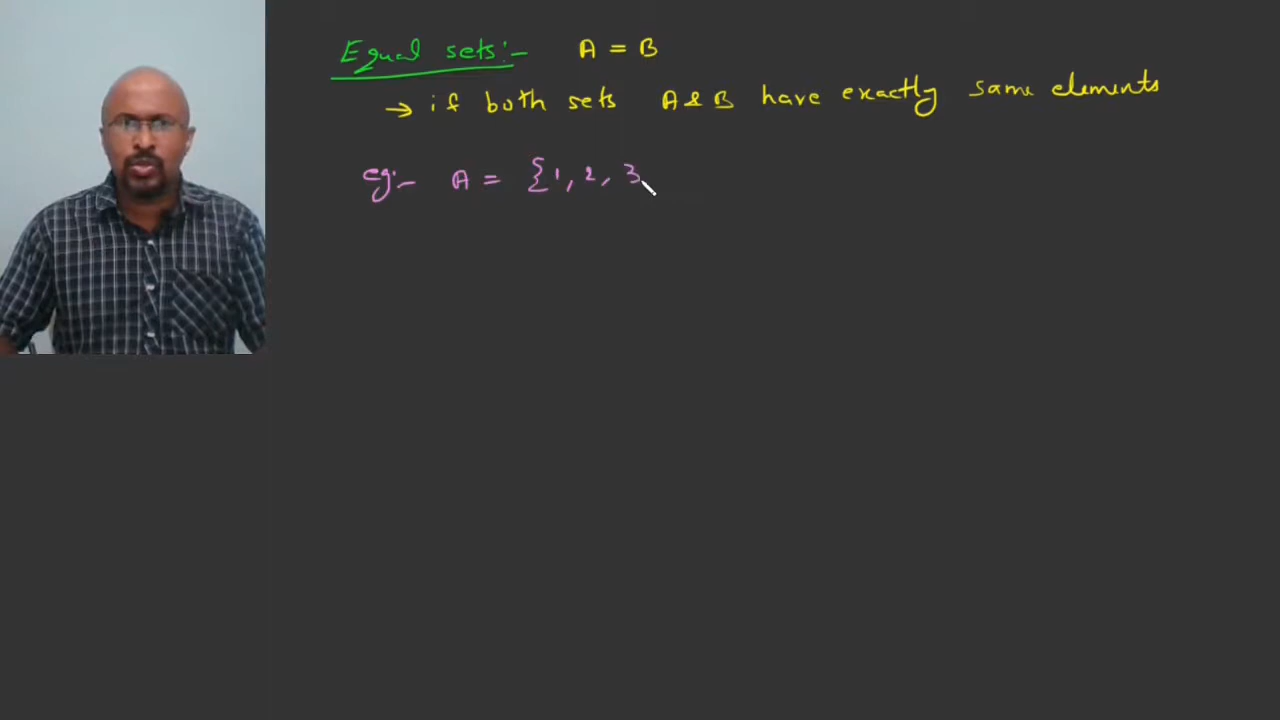 Equal sets:- A = B
→ if both sets A & B have exactly same elements
eg:- A = {1, 2, 3